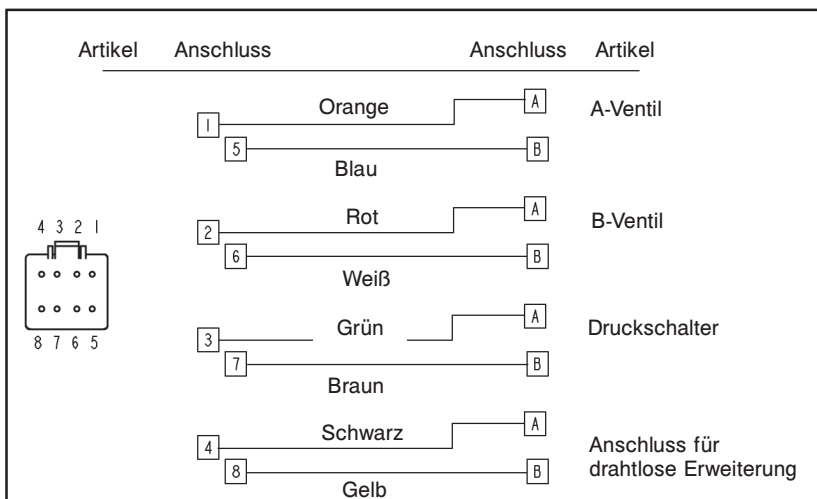 Artikel Anschluss Anschluss Artikel
Orange A A-Ventil
1
5 B
Blau
Rot A B-Ventil
2
6 B
Weiß
4 3 2 1
8 7 6 5
Grün A Druckschalter
3
7 B
Braun
Schwarz A
4
Anschluss für
drahtlose Erweiterung
8 B
Gelb